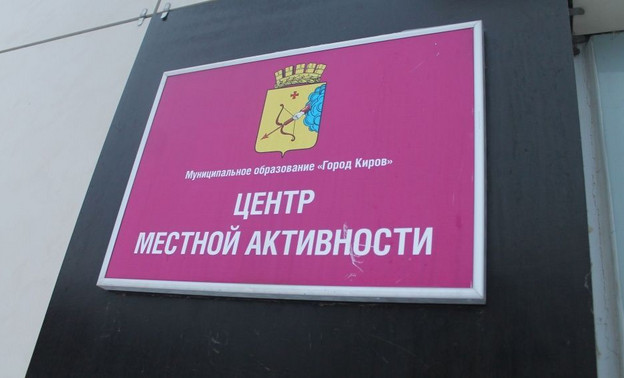 Муниципальное образование «Город Киров»
ЦЕНТР
МЕСТНОЙ АКТИВНОСТИ